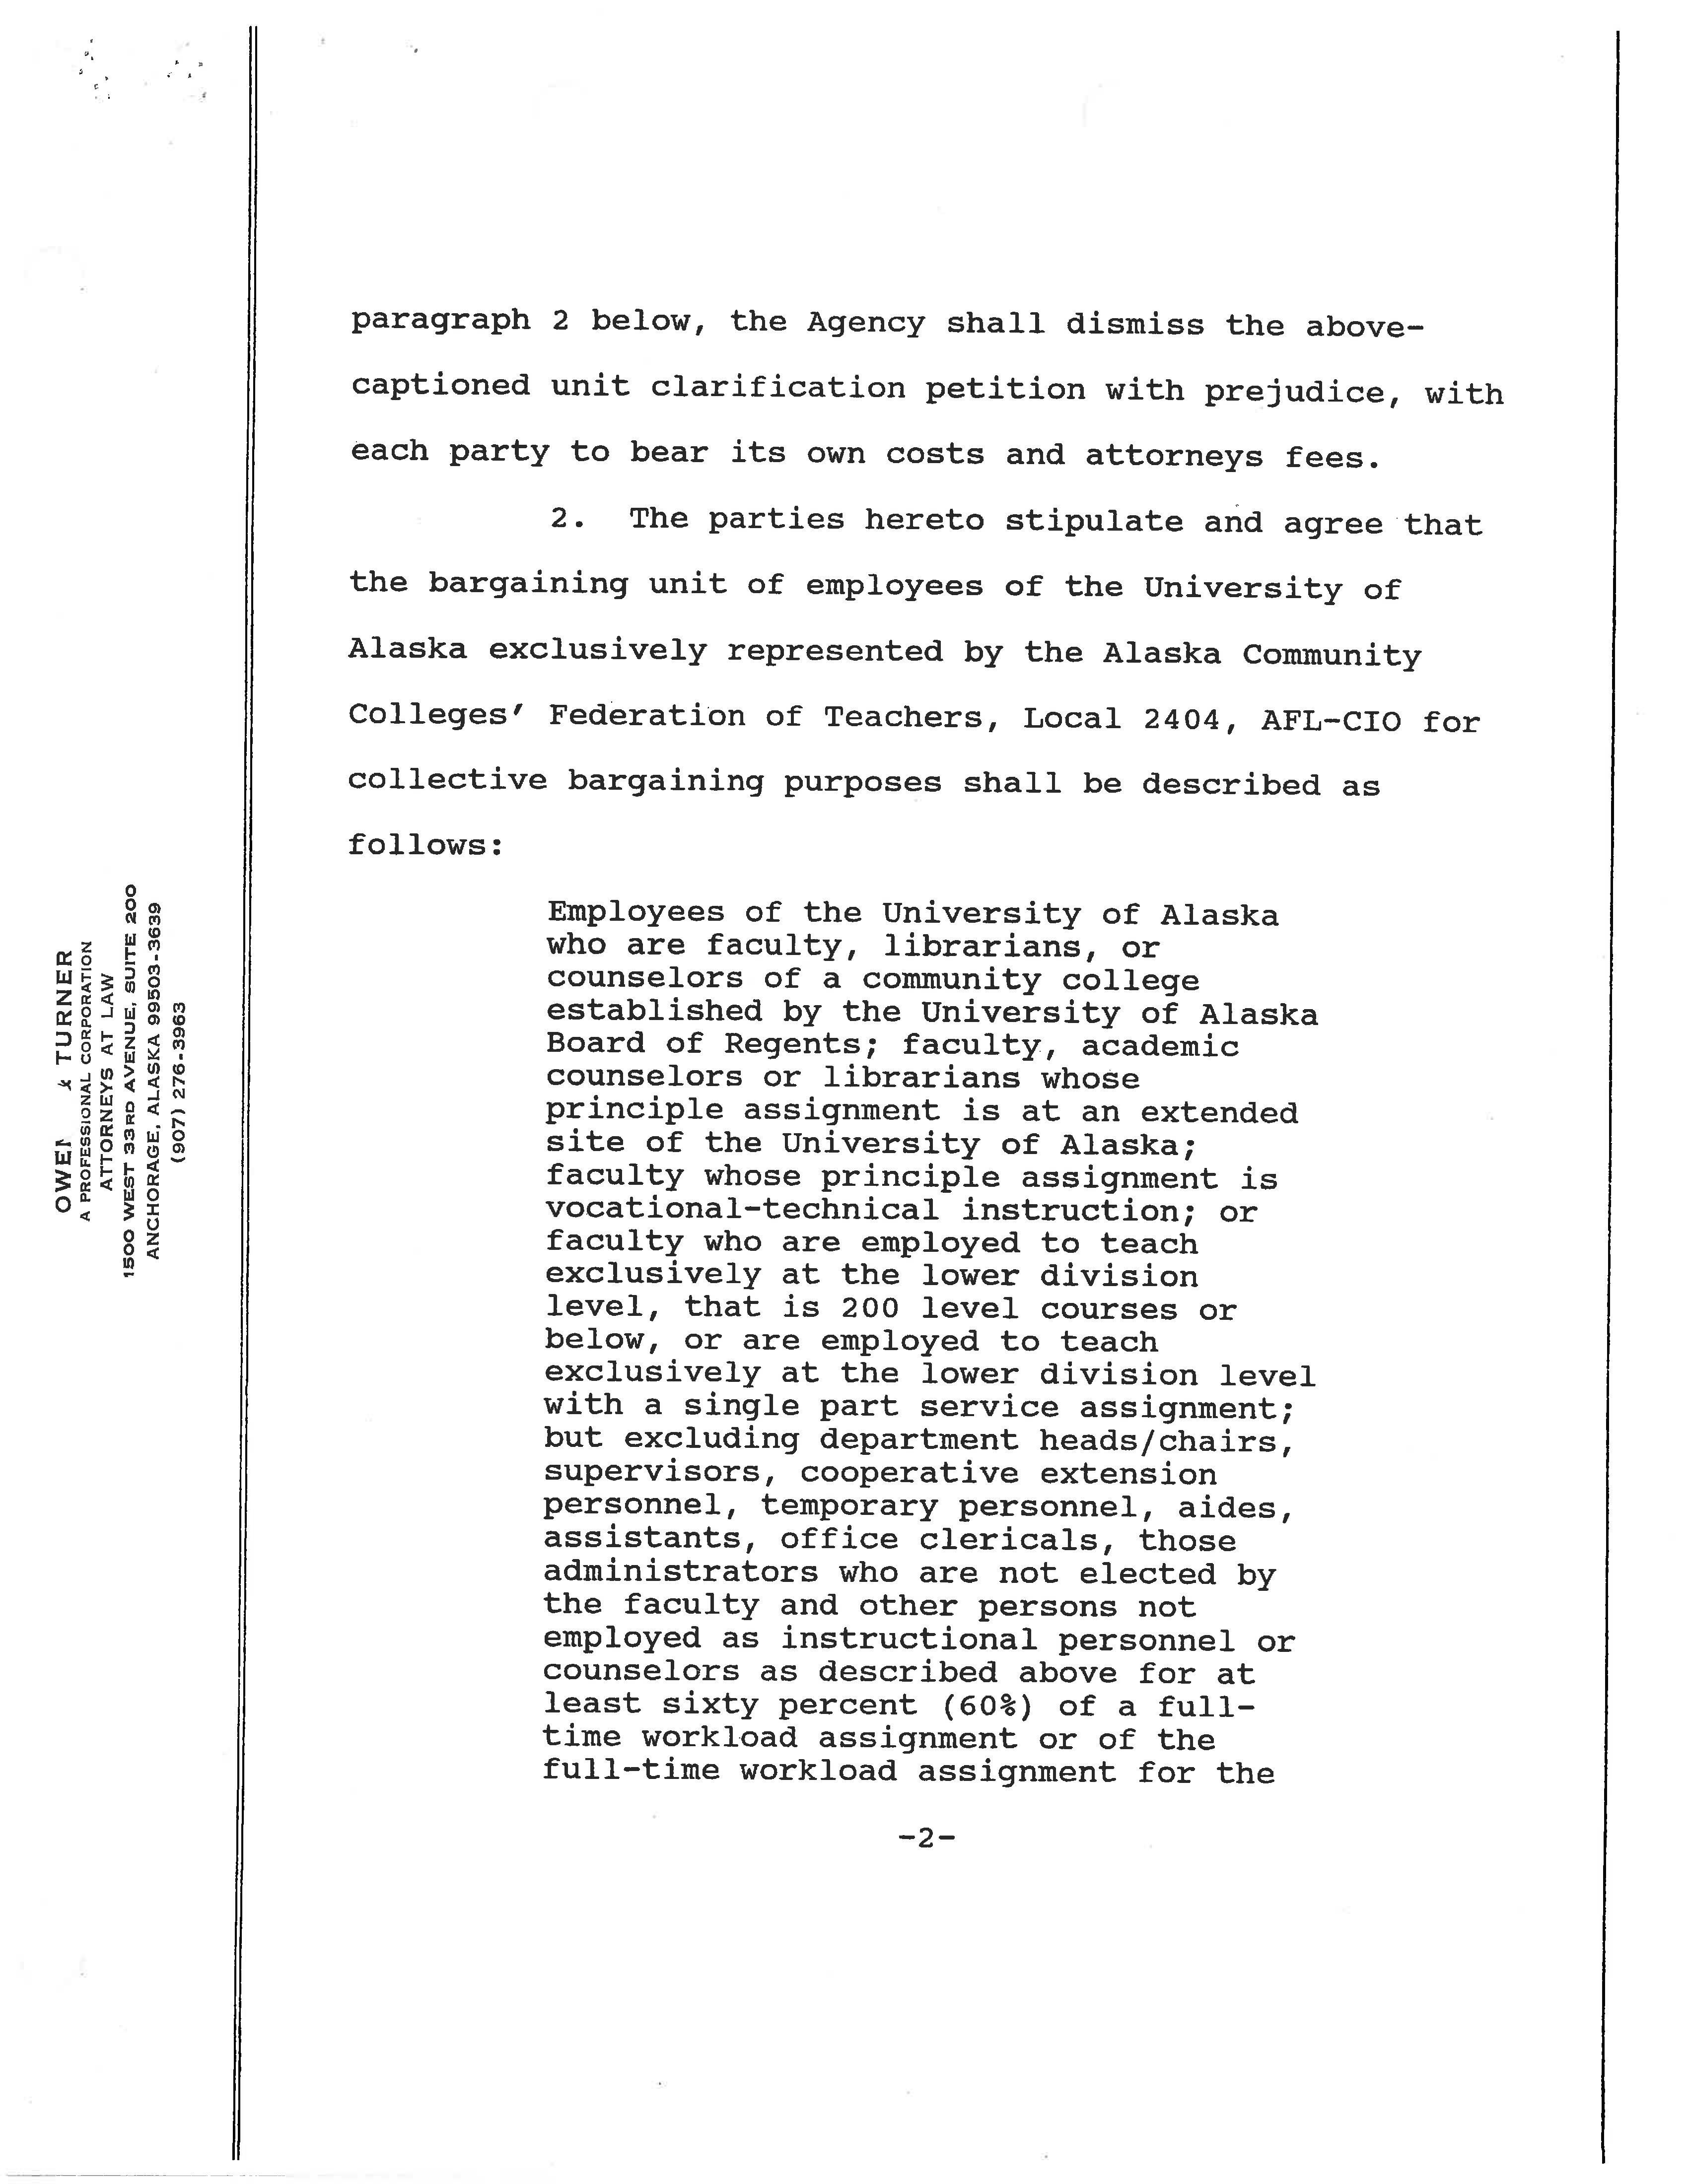 paragraph 2 below, the Agency shall dismiss the above-
captioned unit clarification petition with prejudice, with
each party to bear its own costs and attorneys fees.
2. The parties hereto stipulate and agree that
the bargaining unit of employees of the University of
Alaska exclusively represented by the Alaska Community
Colleges' Federation of Teachers, Local 2404, AFL-CIO for
collective bargaining purposes shall be described as
follows:
Employees of the University of Alaska
who are faculty, librarians, or
counselors of a community college
established by the University of Alaska
Board of Regents; faculty, academic
counselors or librarians whose
principle assignment is at an extended
site of the University of Alaska;
faculty whose principle assignment is
vocational-technical instruction; or
faculty who are employed to teach
exclusively at the lower division
level, that is 200 level courses or
below, or are employed to teach
exclusively at the lower division level
with a single part service assignment;
but excluding department heads/chairs,
supervisors, cooperative extension
personnel, temporary personnel, aides,
assistants, office clericals, those
administrators who are not elected by
the faculty and other persons not
employed as instructional personnel or
counselors as described above for at
least sixty percent (60%) of a full-
time workload assignment or of the
full-time workload assignment for the
-2-
& TURNER
A PROFESSIONAL CORPORATION
ATTORNEYS AT LAW
1500 WEST 33RD AVENUE, SUITE 200
ANCHORAGE, ALASKA 99503-3639
(907) 276-3963